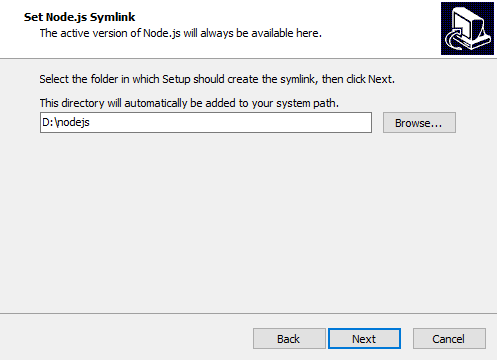 Set Node.js Symlink
The active version of Node.js will always be available here.
Select the folder in which Setup should create the symlink, then click Next.
This directory will automatically be added to your system path.
D:\nodejs
Browse...
Back
Next
Cancel